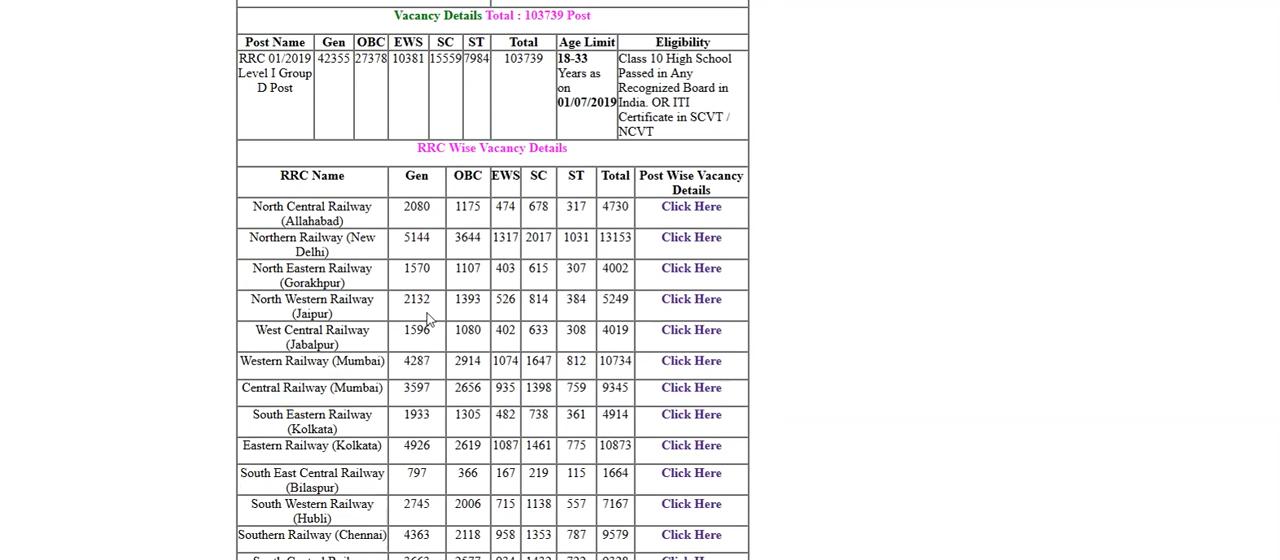 Vacancy Details Total : 103739 Post
Post Name Gen OBC EWS SC ST Total Age Limit Eligibility
RRC 01/2019 42355 27378 10381 15559 7984 103739 18-33 Class 10 High School
Level I Group Years as Passed in Any
D Post on Recognized Board in
01/07/2019 India. OR ITI
Certificate in SCVT /
NCVT
RRC Wise Vacancy Details
RRC Name Gen OBC EWS SC ST Total Post Wise Vacancy
Details
North Central Railway 2080 1175 474 678 317 4730 Click Here
(Allahabad)
Northern Railway (New 5144 3644 1317 2017 1031 13153 Click Here
Delhi)
North Eastern Railway 1570 1107 403 615 307 4002 Click Here
(Gorakhpur)
North Western Railway 2132 1393 526 814 384 5249 Click Here
(Jaipur)
West Central Railway 1596 1080 402 633 308 4019 Click Here
(Jabalpur)
Western Railway (Mumbai) 4287 2914 1074 1647 812 10734 Click Here
Central Railway (Mumbai) 3597 2656 935 1398 759 9345 Click Here
South Eastern Railway 1933 1305 482 738 361 4914 Click Here
(Kolkata)
Eastern Railway (Kolkata) 4926 2619 1087 1461 775 10873 Click Here
South East Central Railway 797 366 167 219 115 1664 Click Here
(Bilaspur)
South Western Railway 2745 2006 715 1138 557 7167 Click Here
(Hubli)
Southern Railway (Chennai) 4363 2118 958 1353 787 9579 Click Here